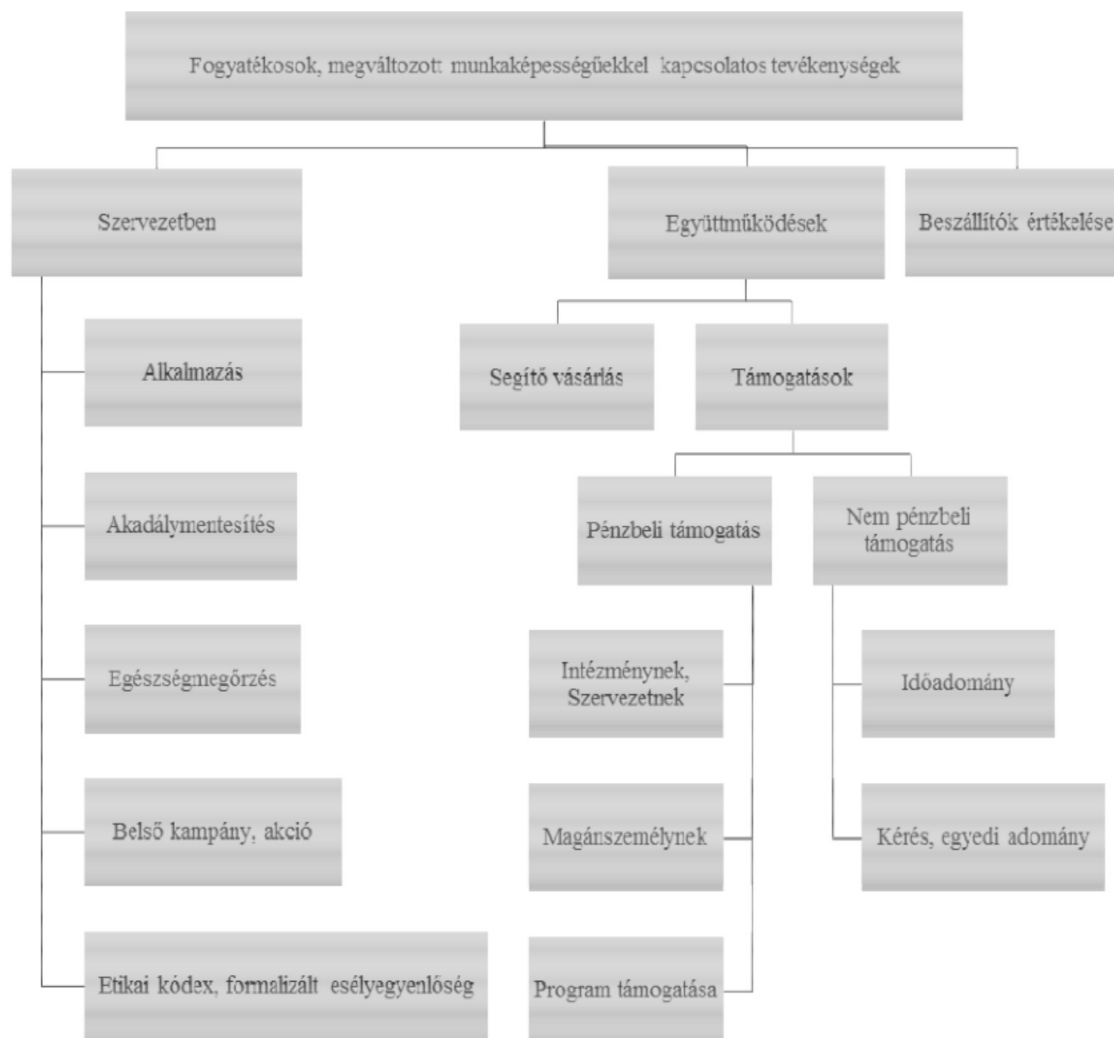 Fogyatékosok, megváltozott munkaképességűekkel kapcsolatos tevékenységek
Szervezetben
Együttműködések
Beszállítók értékelése
Alkalmazás
Segítő vásárlás
Támogatások
Akadálymentesítés
Pénzbeli támogatás
Nem pénzbeli
támogatás
Egészségmegőrzés
Intézménynek,
Szervezetnek
Időadomány
Belső kampány, akció
Magánszemélynek
Kérés, egyedi adomány
Etikai kódex, formalizált esélyegyenlőség
Program támogatása